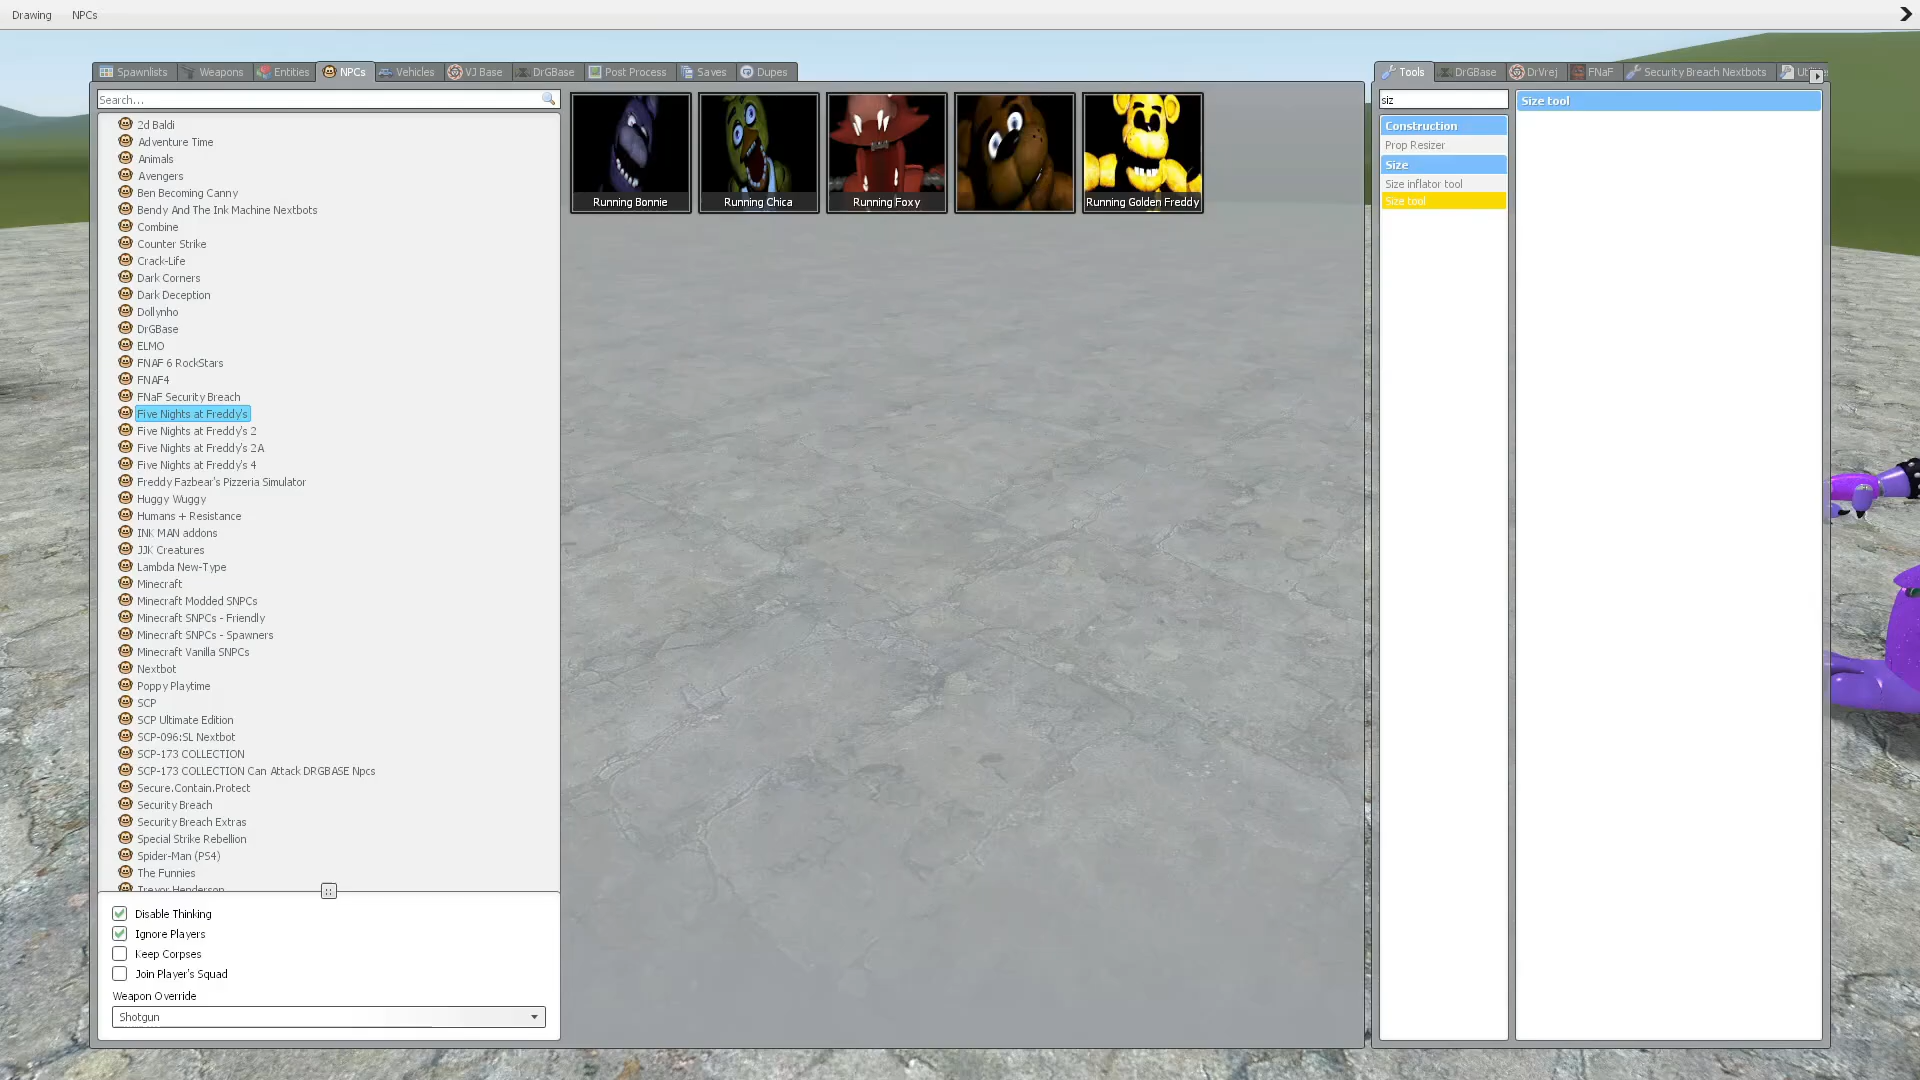 Drawing NPCs
Spawnlists Weapons Entities NPCs Vehicles VJ Base DrGBase Post Process Saves Dupes
Tools DrGBase DrVrej FNaF Security Breach Nextbots
Search...
2d Baldi
Adventure Time
Animals
Avengers
Ben Becoming Canny
Bendy And The Ink Machine Nextbots
Combine
Counter Strike
Crack-Life
Dark Corners
Dark Deception
Dollynho
DrGBase
ELMO
FNAF 6 RockStars
FNAF4
FNaF Security Breach
Five Nights at Freddy's
Five Nights at Freddy's 2
Five Nights at Freddy's 2A
Five Nights at Freddy's 4
Freddy Fazbear's Pizzeria Simulator
Huggy Wuggy
Humans + Resistance
INK MAN addons
JJK Creatures
Lambda New-Type
Minecraft
Minecraft Modded SNPCs
Minecraft SNPCs - Friendly
Minecraft SNPCs - Spawners
Minecraft Vanilla SNPCs
Nextbot
Poppy Playtime
SCP
SCP Ultimate Edition
SCP-096:SL Nextbot
SCP-173 COLLECTION
SCP-173 COLLECTION Can Attack DRGBASE Npcs
Secure.Contain.Protect
Security Breach
Security Breach Extras
Special Strike Rebellion
Spider-Man (PS4)
The Funnies
Trevor Henderson
Disable Thinking
Ignore Players
Keep Corpses
Join Player's Squad
Weapon Override
Shotgun
Running Bonnie
Running Chica
Running Foxy
Running Golden Freddy
siz
Construction
Prop Resizer
Size
Size inflator tool
Size tool
Size tool